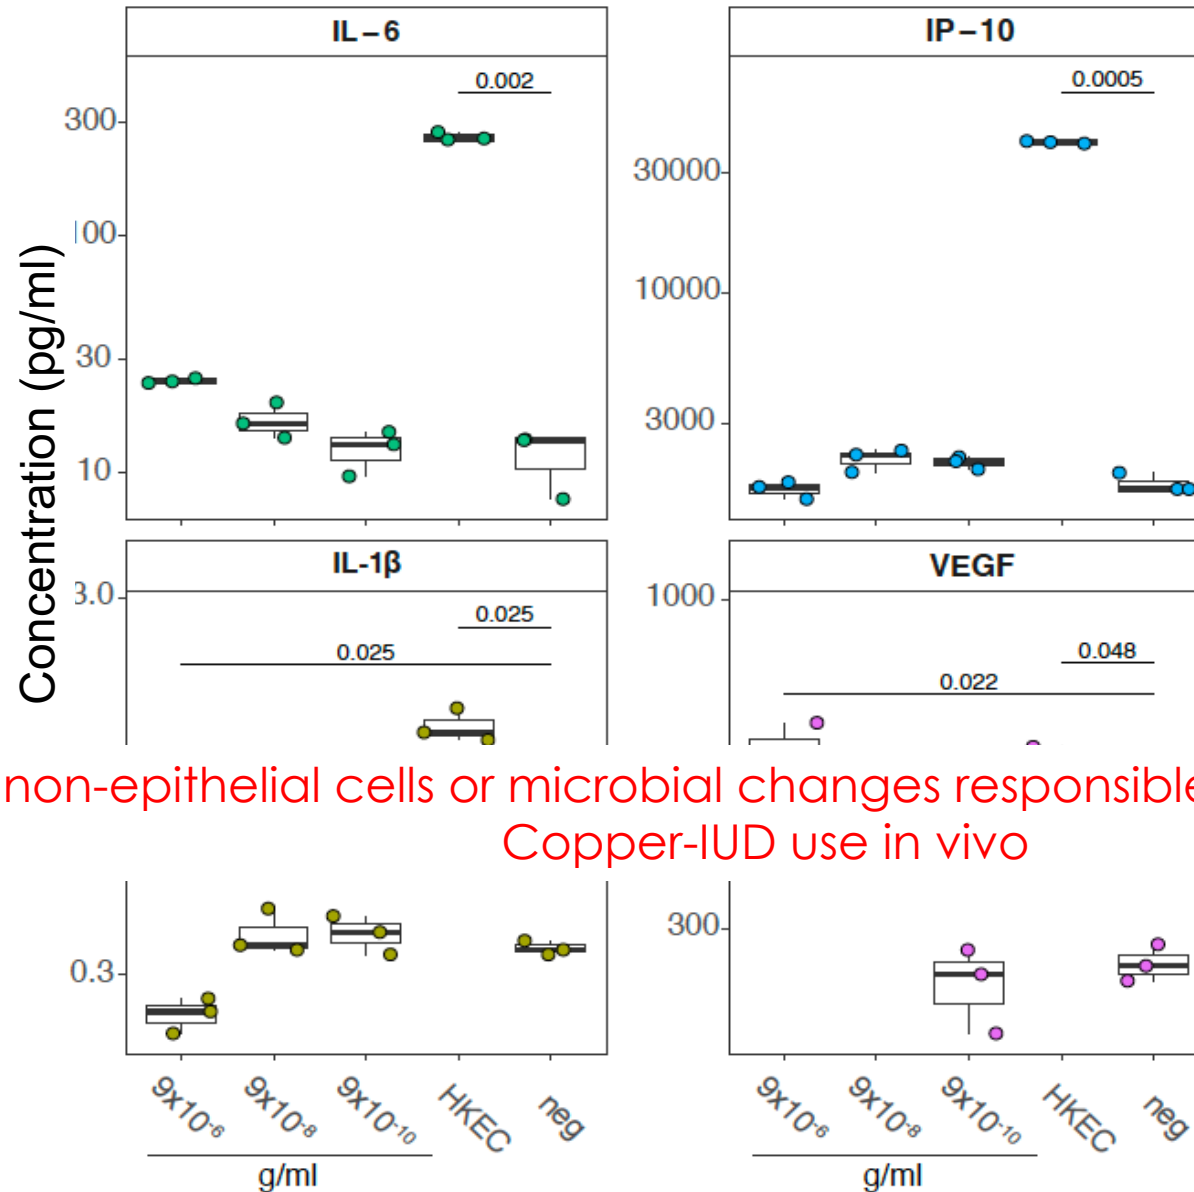 IL-6
IP-10
0.002
0.0005
300
100
30
10
30000
10000
3000
Concentration (pg/ml)
IL-1β
VEGF
3.0
0.025
0.025
1000
0.048
0.022
non-epithelial cells or microbial changes responsible
Copper-IUD use in vivo
0.3
300
9x10⁻⁶
9x10⁻⁸
9x10⁻¹⁰
HKEC
neg
g/ml
9x10⁻⁶
9x10⁻⁸
9x10⁻¹⁰
HKEC
neg
g/ml